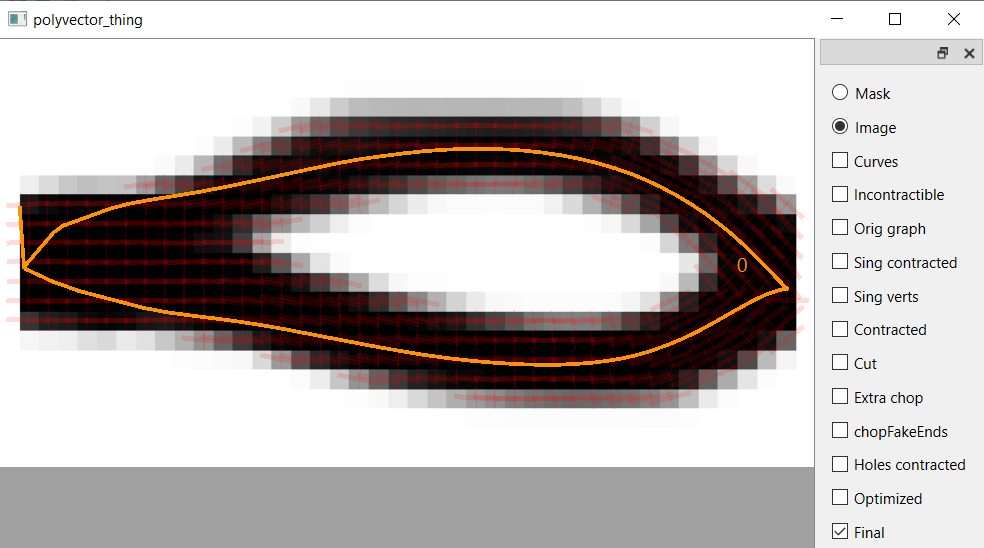 polyvector_thing
Mask
Image
Curves
Incontractible
Orig graph
Sing contracted
Sing verts
Contracted
Cut
Extra chop
chopFakeEnds
Holes contracted
Optimized
Final
0